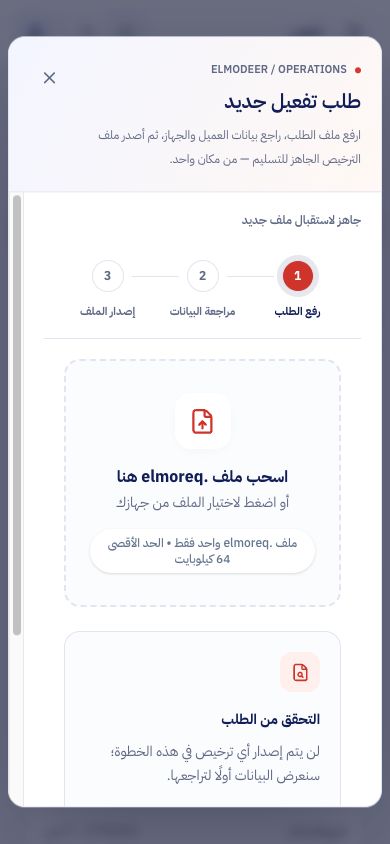 ELMODEER / OPERATIONS
طلب تفعيل جديد
ارفع ملف الطلب، راجع بيانات العميل والجهاز، ثم أصدر ملف
الترخيص الجاهز للتسليم — من مكان واحد.
جاهز لاستقبال ملف جديد
1
2
3
رفع الطلب
مراجعة البيانات
إصدار الملف
اسحب ملف .elmoreq هنا
أو اضغط لاختيار الملف من جهازك
ملف .elmoreq واحد فقط • الحد الأقصى
64 كيلوبايت
التحقق من الطلب
لن يتم إصدار أي ترخيص في هذه الخطوة؛
سنعرض البيانات أولًا لتراجعها.